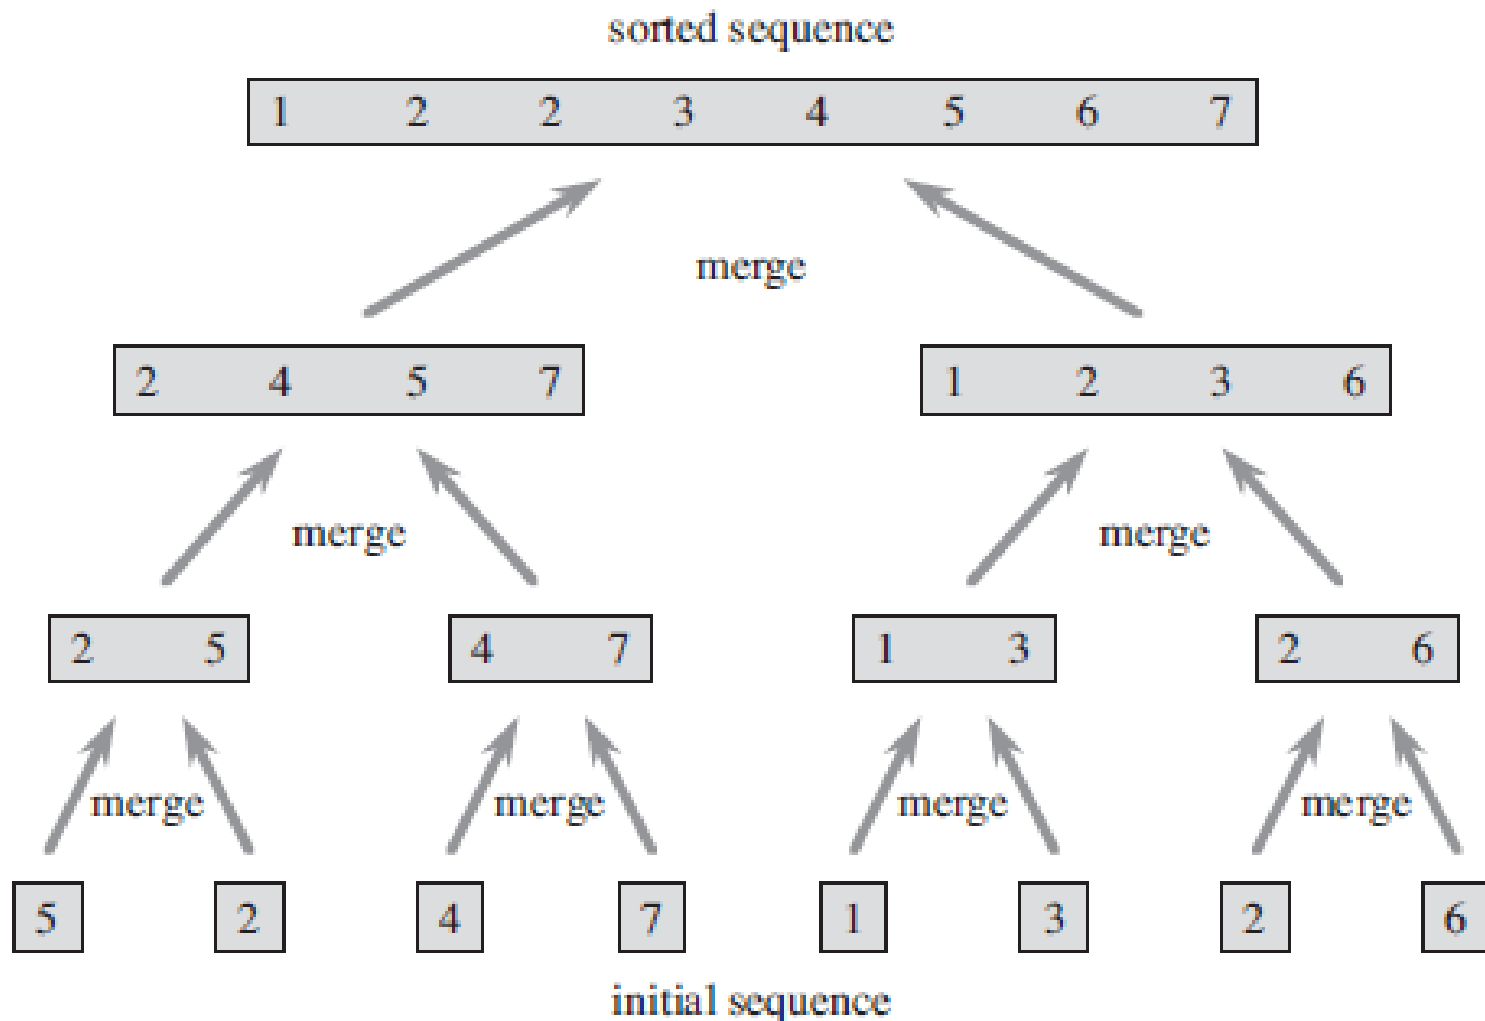 sorted sequence
1 2 2 3 4 5 6 7
merge
2 4 5 7 1 2 3 6
merge merge
2 5 4 7 1 3 2 6
merge merge merge merge
5 2 4 7 1 3 2 6
initial sequence